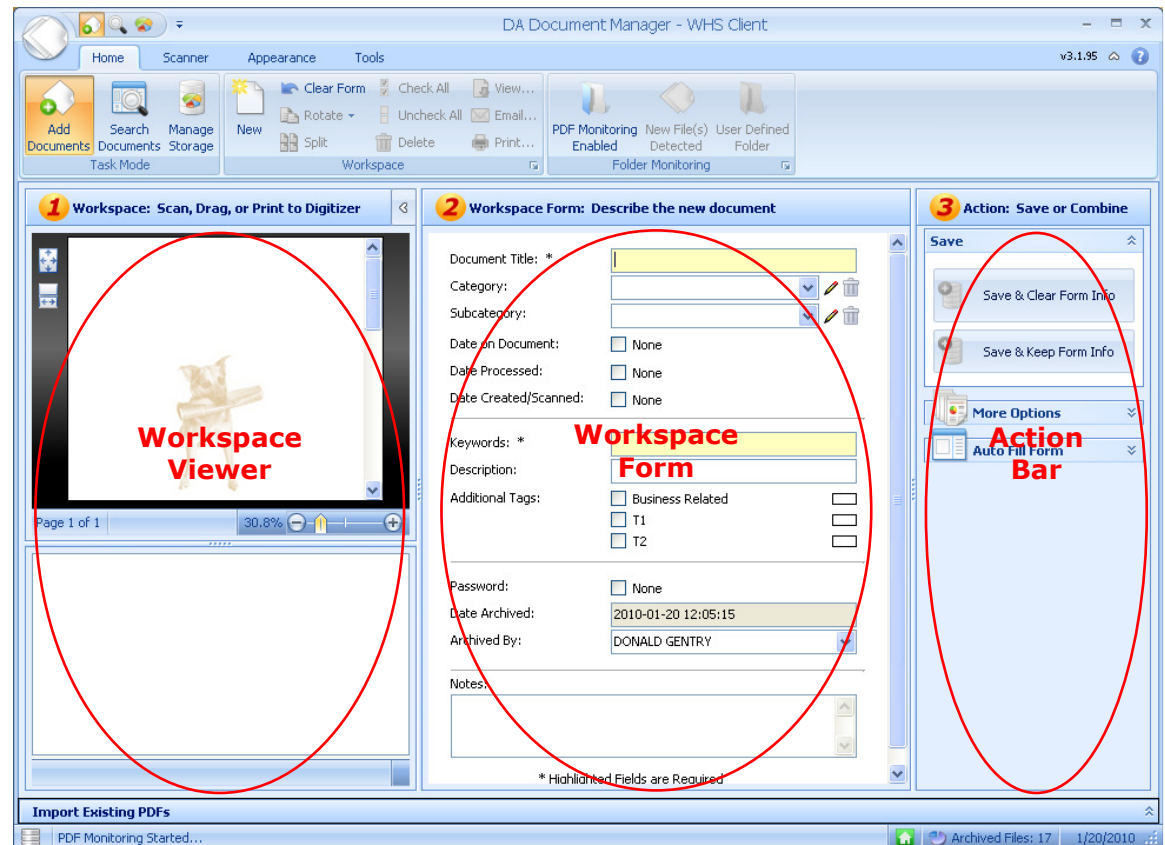 DA Document Manager - WHS Client
Home Scanner Appearance Tools
v3.1.95
Add Documents
Search Documents
Manage Storage
Task Mode
New
Clear Form
Rotate
Split
Check All
Uncheck All
Delete
View...
Email...
Print...
Workspace
PDF Monitoring Enabled
New File(s) Detected
User Defined Folder
Folder Monitoring
1 Workspace: Scan, Drag, or Print to Digitizer
Workspace
Viewer
Page 1 of 1
30.8%
2 Workspace Form: Describe the new document
Document Title: *
Category:
Subcategory:
Date on Document: None
Date Processed: None
Date Created/Scanned: None
Keywords: *
Workspace
Form
Description:
Additional Tags: Business Related
T1
T2
Password: None
Date Archived: 2010-01-20 12:05:15
Archived By: DONALD GENTRY
Notes:
* Highlighted Fields are Required
3 Action: Save or Combine
Save
Save & Clear Form Info
Save & Keep Form Info
More Options
Auto Fill Form
Action
Bar
Import Existing PDFs
PDF Monitoring Started...
Archived Files: 17 1/20/2010